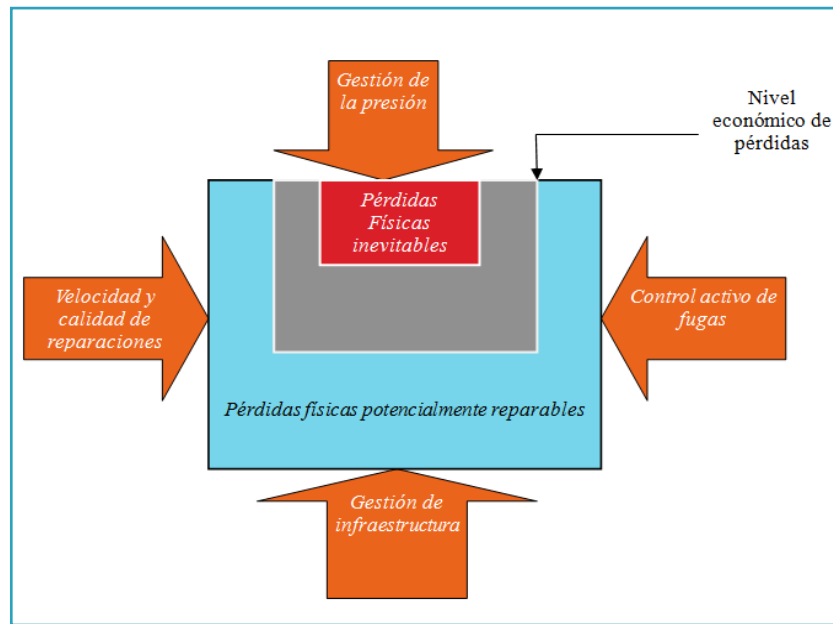 Gestión de
la presión
Nivel
económico de
pérdidas
Pérdidas
Físicas
inevitables
Velocidad y
calidad de
reparaciones
Control activo de
fugas
Pérdidas físicas potencialmente reparables
Gestión de
infraestructura